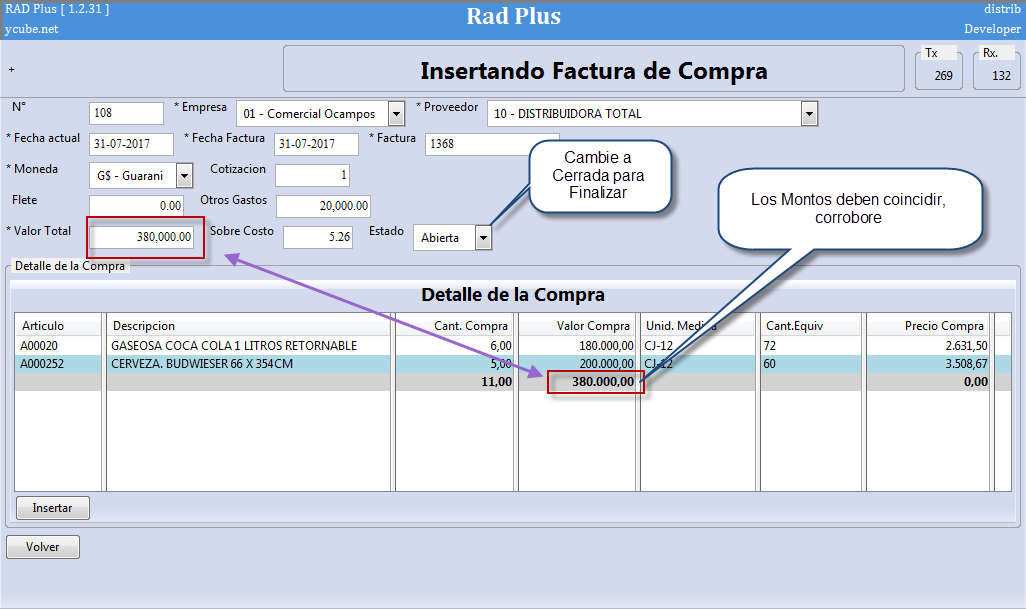 RAD Plus [ 1.2.31 ]
Rad Plus
distrib
ycube.net
Developer
+
Insertando Factura de Compra
Tx
269
Rx.
132
N°
108
* Empresa
01 - Comercial Ocampos
* Proveedor
10 - DISTRIBUIDORA TOTAL
* Fecha actual
31-07-2017
* Fecha Factura
31-07-2017
* Factura
1368
* Moneda
G$ - Guarani
Cotizacion
1
Flete
0.00
Otros Gastos
20,000.00
* Valor Total
380,000.00
Sobre Costo
5.26
Estado
Abierta
Cambie a
Cerrada para
Finalizar
Los Montos deben coincidir,
corrobore
Detalle de la Compra
Detalle de la Compra
Articulo Descripcion Cant. Compra Valor Compra Unid. Medida Cant.Equiv Precio Compra
A00020 GASEOSA COCA COLA 1 LITROS RETORNABLE 6,00 180.000,00 CJ-12 72 2.631,50
A000252 CERVEZA. BUDWIESER 66 X 354CM 5,00 200.000,00 CJ-12 60 3.508,67
11,00 380.000,00 0,00
Insertar
Volver